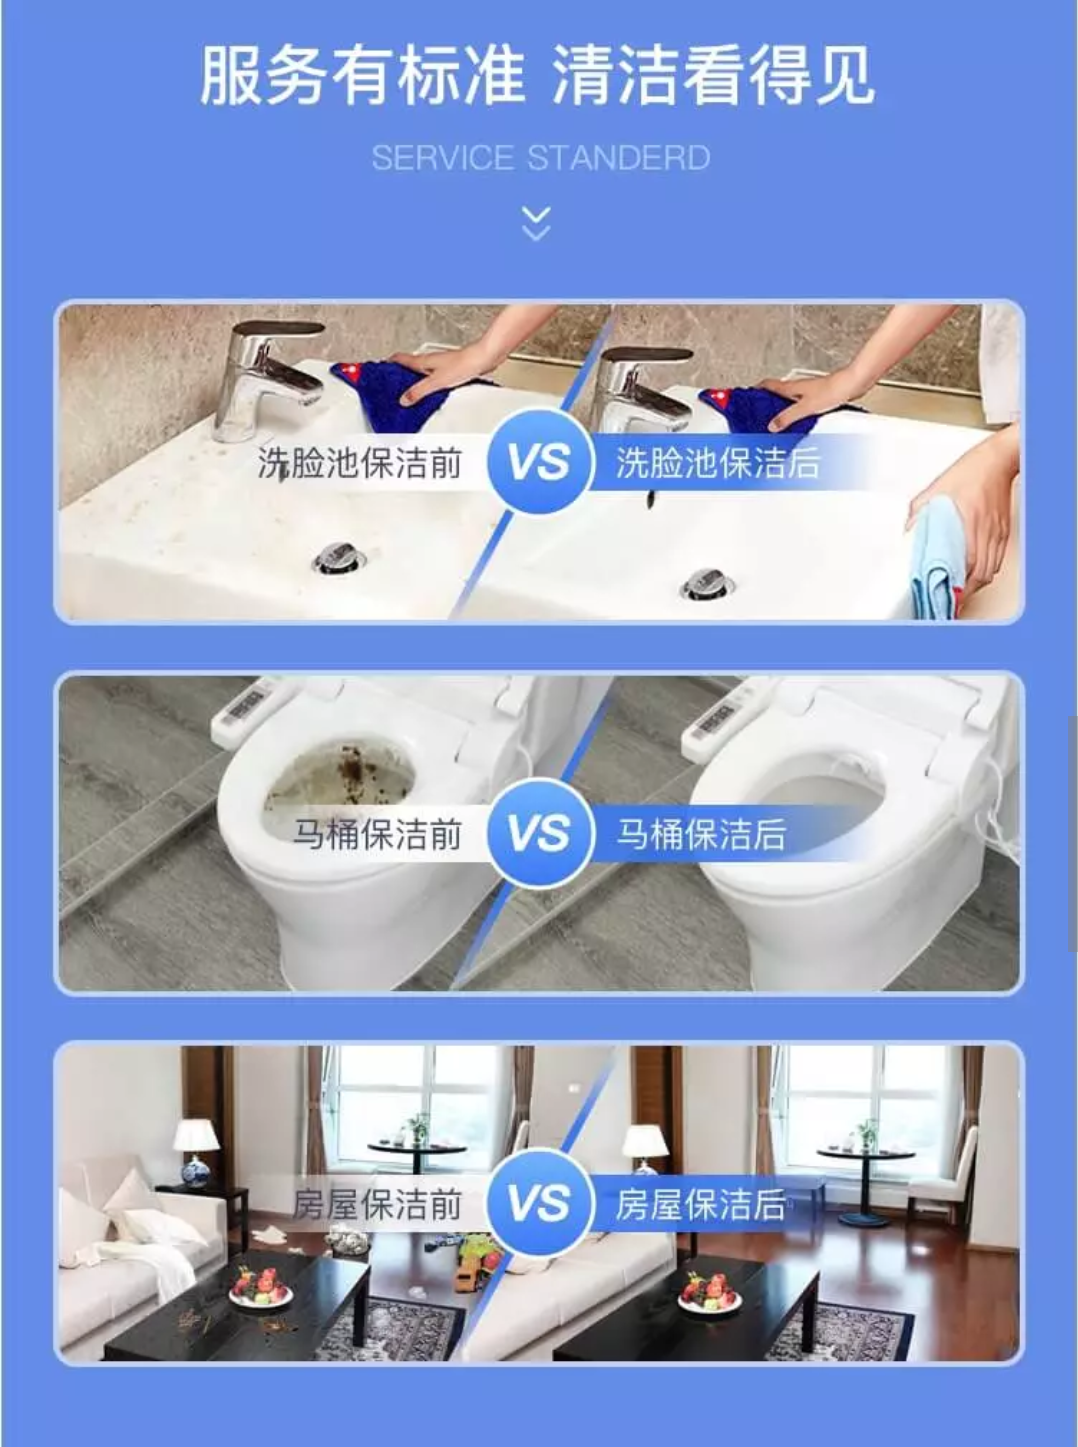 服务有标准 清洁看得见
SERVICE STANDERD
洗脸池保洁前 VS 洗脸池保洁后
马桶保洁前 VS 马桶保洁后
房屋保洁前 VS 房屋保洁后